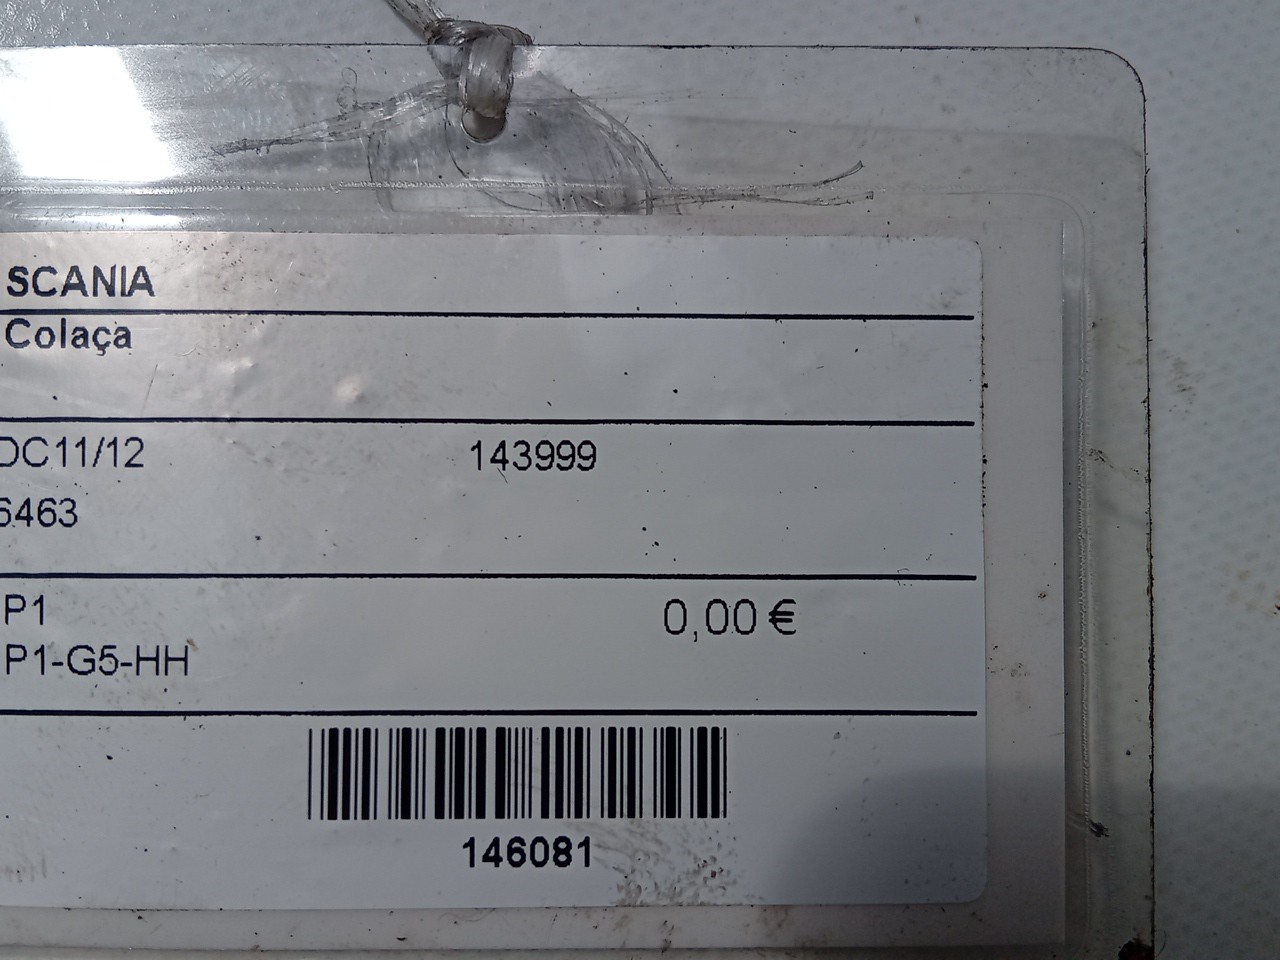 SCANIA
Colaça
DC11/12 143999
6463
P1 0,00 €
P1-G5-HH
146081